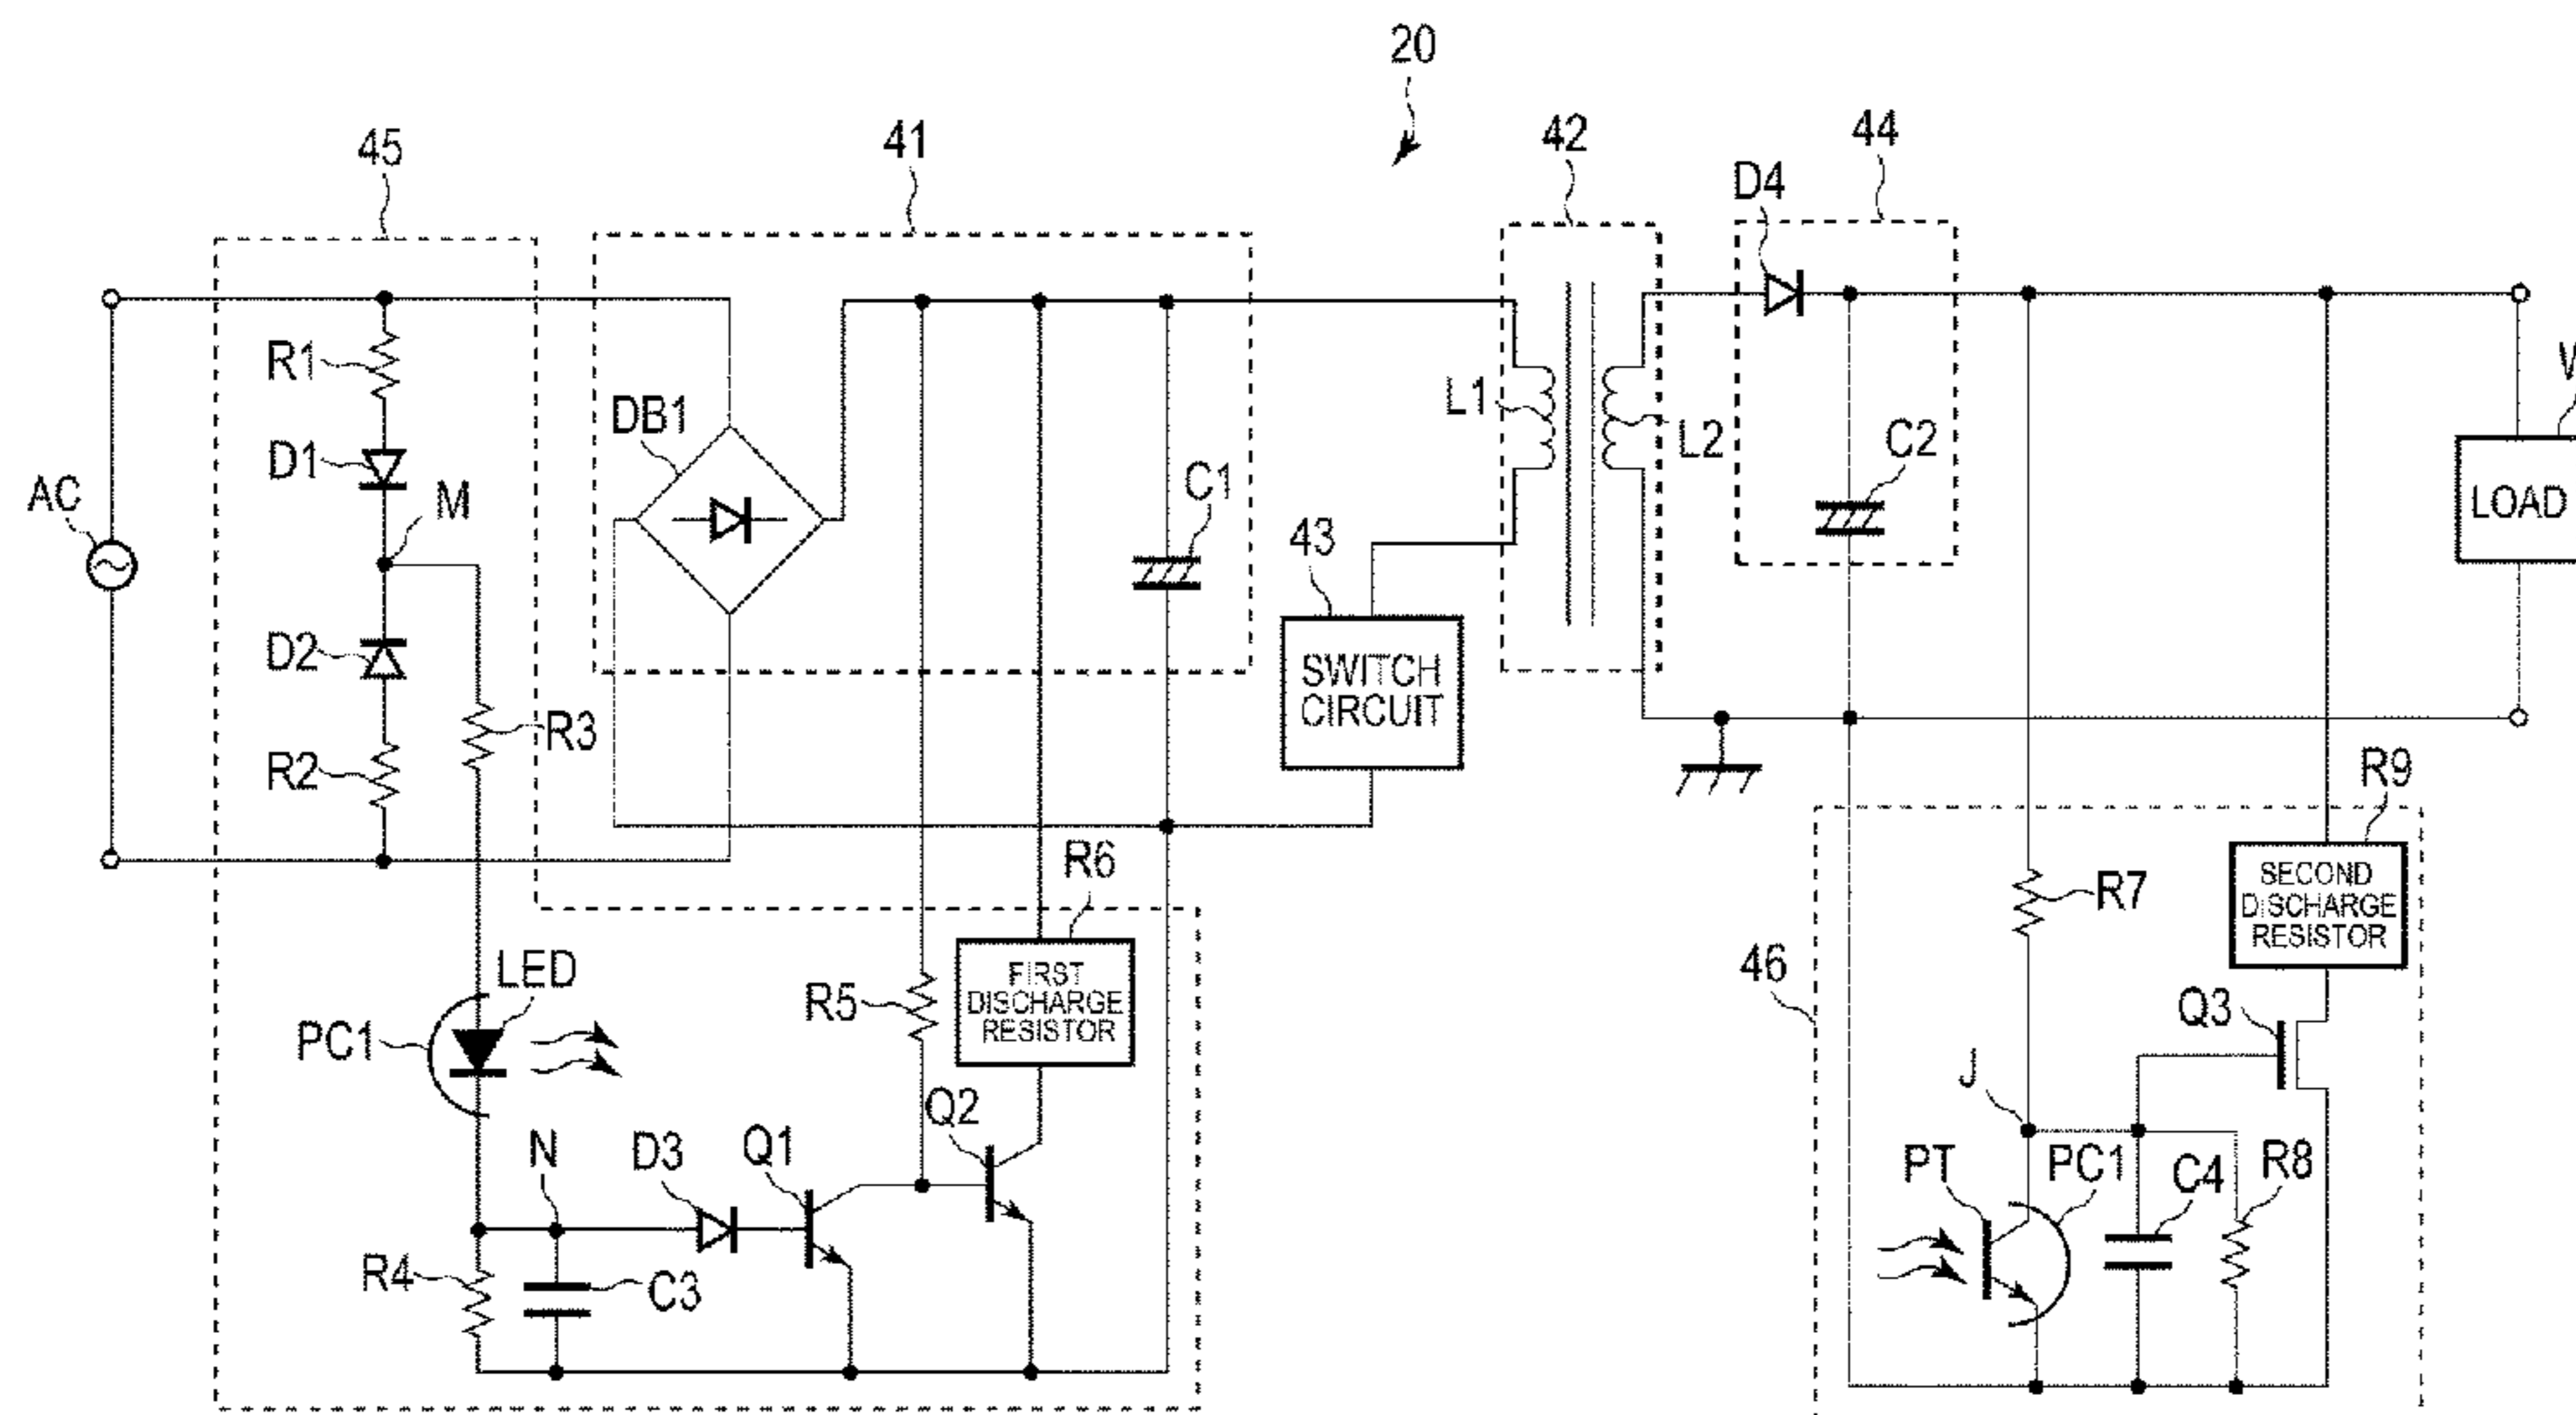 20
45
41
42
44
D4
R1
DB1
L1
L2
C2
C1
D1
M
AC
43
LOAD
D2
SWITCH
CIRCUIT
R3
R2
R9
R6
R7
SECOND
DISCHARGE
RESISTOR
46
LED
FIRST
DISCHARGE
RESISTOR
R5
PC1
Q3
J
Q2
N
D3
Q1
PT
PC1
C4
R8
R4
C3